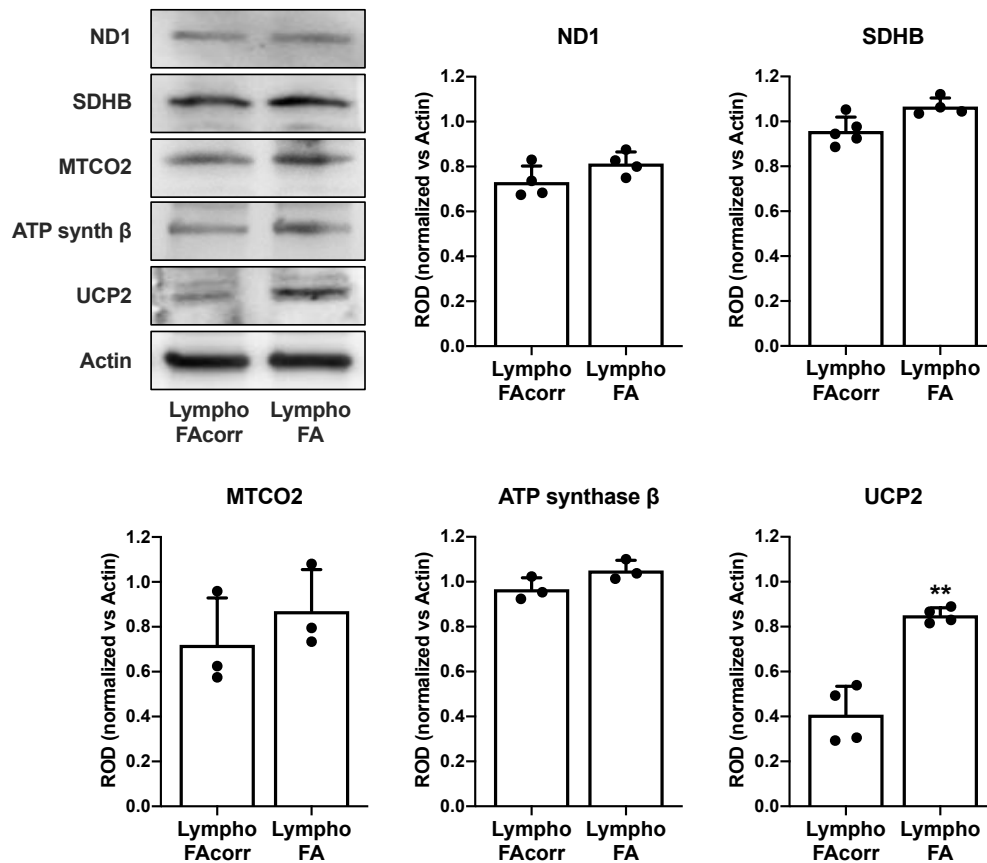 ND1
SDHB
MTCO2
ATP synth β
UCP2
Actin
Lympho
FAcorr
Lympho
FA
ND1
ROD (normalized vs Actin)
1.2
1.0
0.8
0.6
0.4
0.2
0.0
Lympho
FAcorr
Lympho
FA
SDHB
ROD (normalized vs Actin)
1.2
1.0
0.8
0.6
0.4
0.2
0.0
Lympho
FAcorr
Lympho
FA
MTCO2
ROD (normalized vs Actin)
1.2
1.0
0.8
0.6
0.4
0.2
0.0
Lympho
FAcorr
Lympho
FA
ATP synthase β
ROD (normalized vs Actin)
1.2
1.0
0.8
0.6
0.4
0.2
0.0
Lympho
FAcorr
Lympho
FA
UCP2
ROD (normalized vs Actin)
1.2
1.0
0.8
0.6
0.4
0.2
0.0
**
Lympho
FAcorr
Lympho
FA